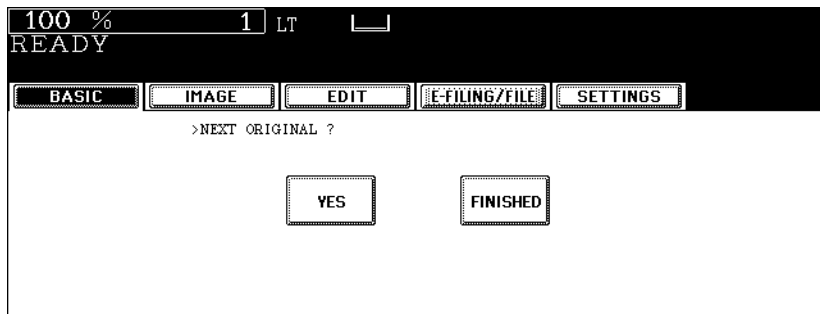 100 % 1 LT
READY
BASIC IMAGE EDIT E-FILING/FILE SETTINGS
>NEXT ORIGINAL ?
YES FINISHED